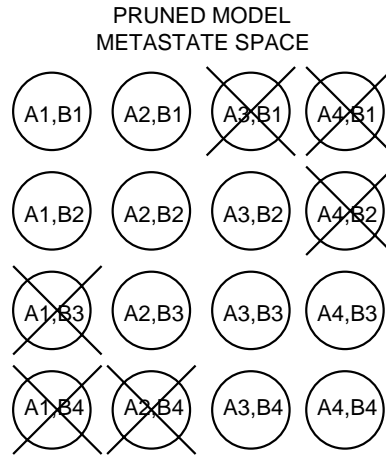 PRUNED MODEL
METASTATE SPACE
A1,B1 A2,B1 A3,B1 A4,B1
A1,B2 A2,B2 A3,B2 A4,B2
A1,B3 A2,B3 A3,B3 A4,B3
A1,B4 A2,B4 A3,B4 A4,B4